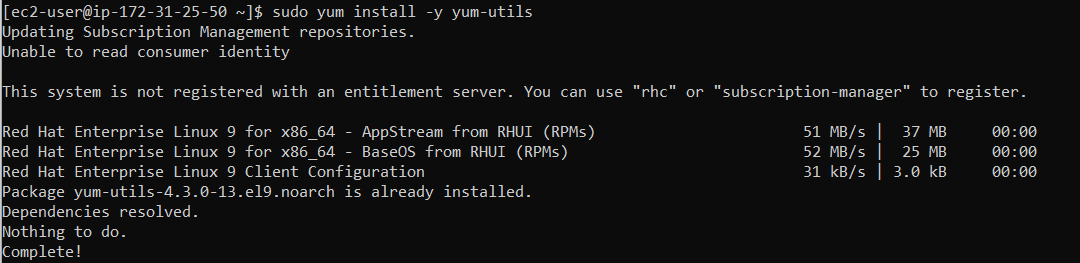 [ec2-user@ip-172-31-25-50 ~]$ sudo yum install -y yum-utils
Updating Subscription Management repositories.
Unable to read consumer identity
This system is not registered with an entitlement server. You can use "rhc" or "subscription-manager" to register.
Red Hat Enterprise Linux 9 for x86_64 - AppStream from RHUI (RPMs) 51 MB/s | 37 MB 00:00
Red Hat Enterprise Linux 9 for x86_64 - BaseOS from RHUI (RPMs) 52 MB/s | 25 MB 00:00
Red Hat Enterprise Linux 9 Client Configuration 31 kB/s | 3.0 kB 00:00
Package yum-utils-4.3.0-13.el9.noarch is already installed.
Dependencies resolved.
Nothing to do.
Complete!